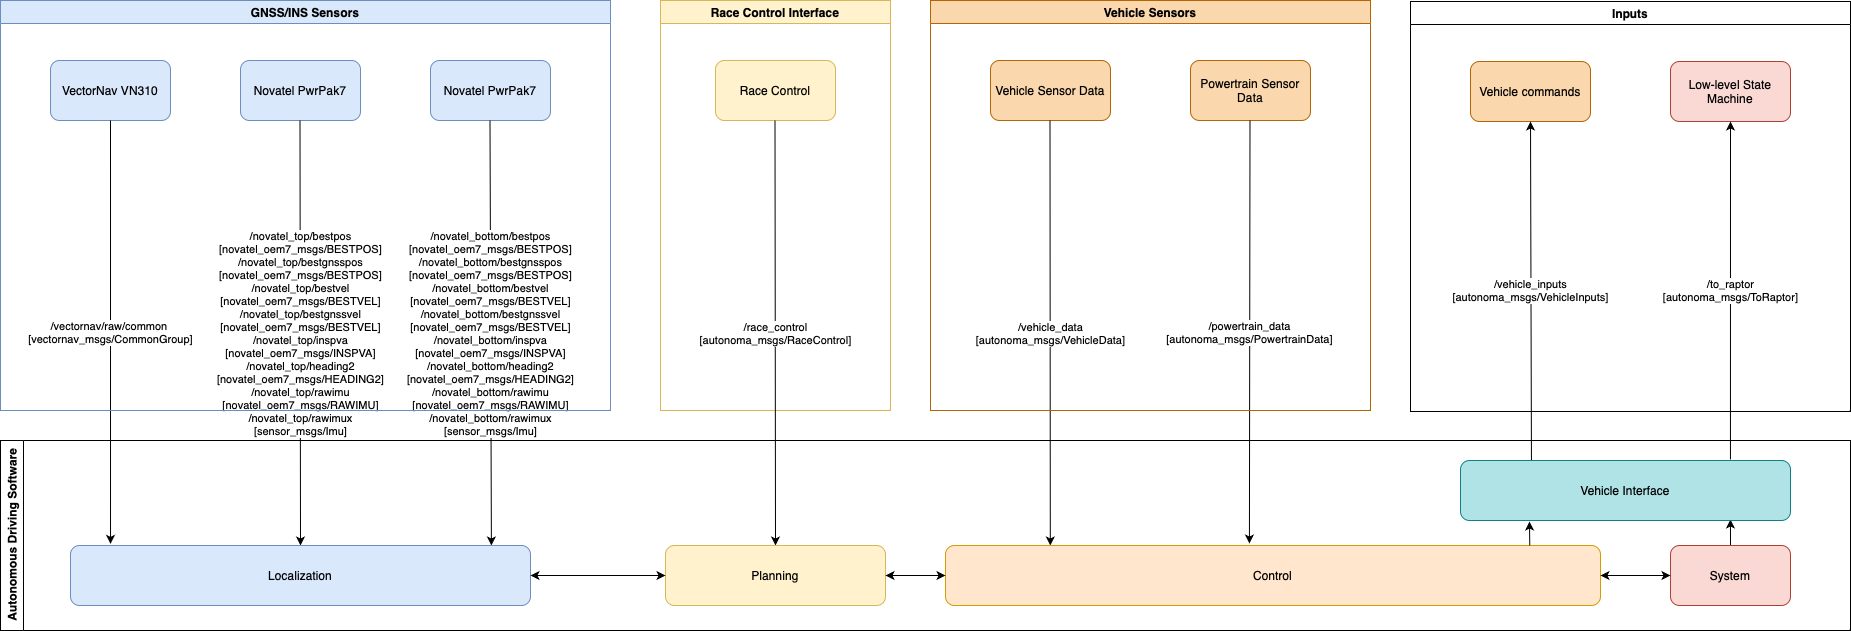 GNSS/INS Sensors
Race Control Interface
Vehicle Sensors
Inputs
VectorNav VN310
Novatel PwrPak7
Novatel PwrPak7
Race Control
Vehicle Sensor Data
Powertrain Sensor
Data
Vehicle commands
Low-level State
Machine
/vectornav/raw/common
[vectornav_msgs/CommonGroup]
/novatel_top/bestpos
[novatel_oem7_msgs/BESTPOS]
/novatel_top/bestgnsspos
[novatel_oem7_msgs/BESTPOS]
/novatel_top/bestvel
[novatel_oem7_msgs/BESTVEL]
/novatel_top/bestgnssvel
[novatel_oem7_msgs/BESTVEL]
/novatel_top/inspva
[novatel_oem7_msgs/INSPVA]
/novatel_top/heading2
[novatel_oem7_msgs/HEADING2]
/novatel_top/rawimu
[novatel_oem7_msgs/RAWIMU]
/novatel_top/rawimux
[sensor_msgs/Imu]
/novatel_bottom/bestpos
[novatel_oem7_msgs/BESTPOS]
/novatel_bottom/bestgnsspos
[novatel_oem7_msgs/BESTPOS]
/novatel_bottom/bestvel
[novatel_oem7_msgs/BESTVEL]
/novatel_bottom/bestgnssvel
[novatel_oem7_msgs/BESTVEL]
/novatel_bottom/inspva
[novatel_oem7_msgs/INSPVA]
/novatel_bottom/heading2
[novatel_oem7_msgs/HEADING2]
/novatel_bottom/rawimu
[novatel_oem7_msgs/RAWIMU]
/novatel_bottom/rawimux
[sensor_msgs/Imu]
/race_control
[autonoma_msgs/RaceControl]
/vehicle_data
[autonoma_msgs/VehicleData]
/powertrain_data
[autonoma_msgs/PowertrainData]
/vehicle_inputs
[autonoma_msgs/VehicleInputs]
/to_raptor
[autonoma_msgs/ToRaptor]
Autonomous Driving Software
Vehicle Interface
Localization
Planning
Control
System